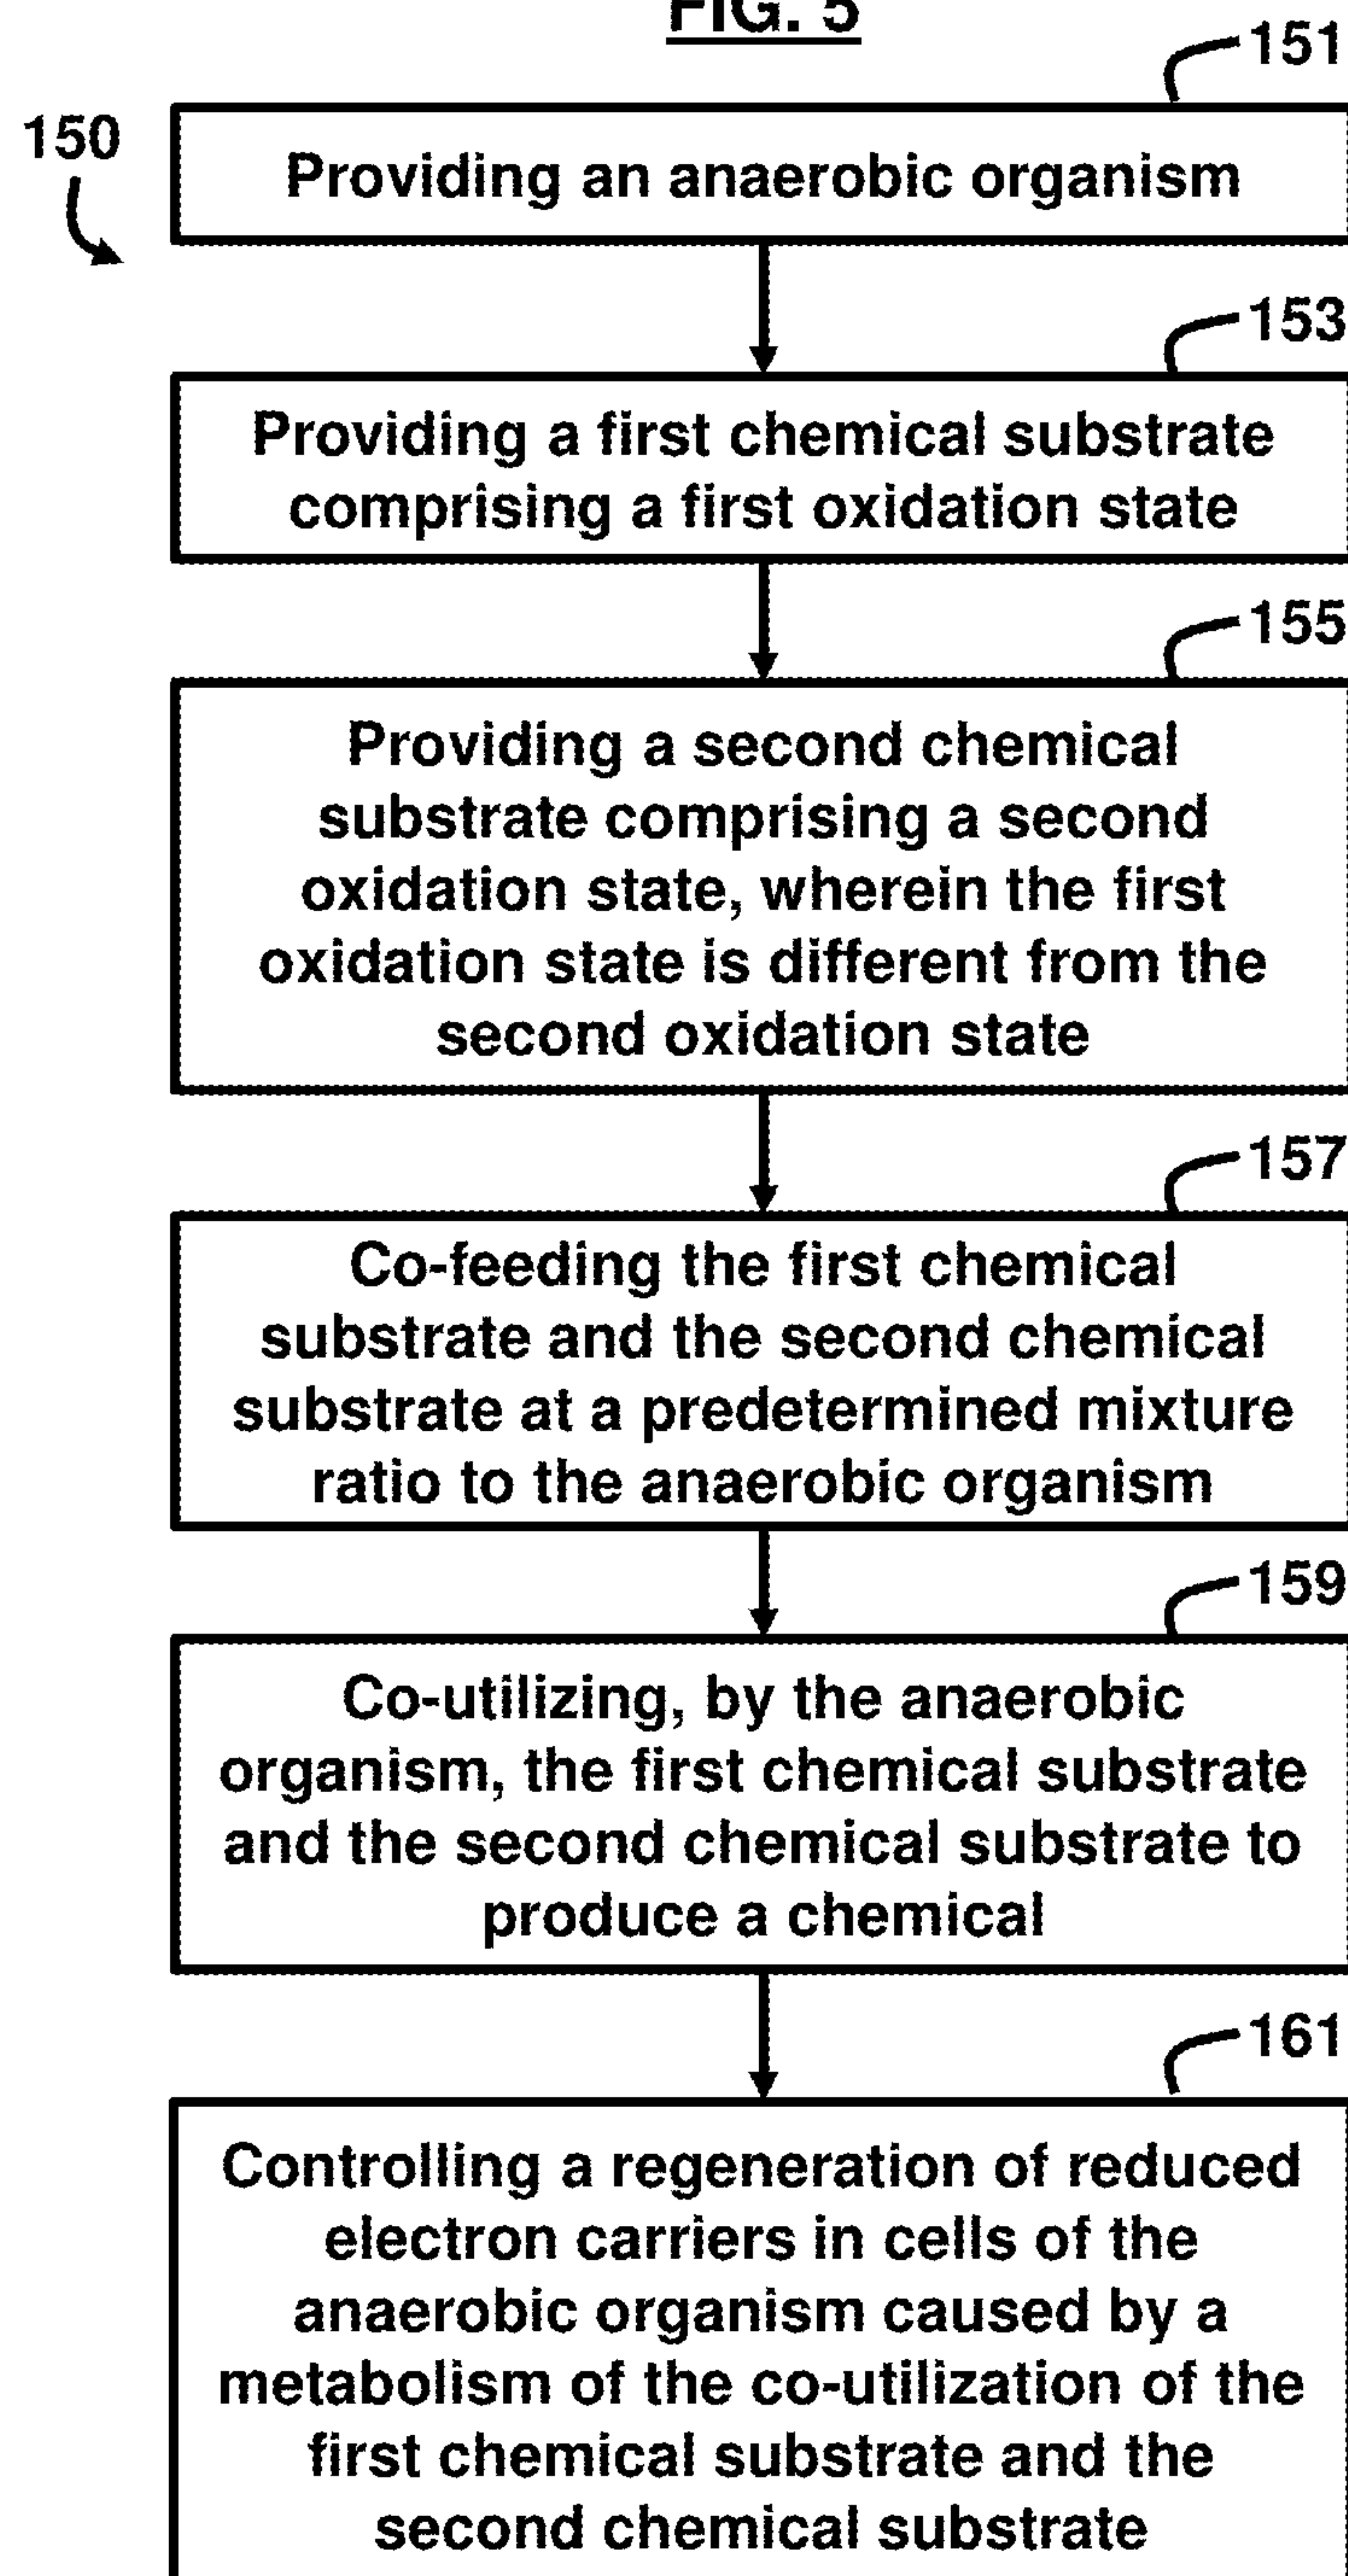 FIG. 5
151
150
Providing an anaerobic organism
153
Providing a first chemical substrate
comprising a first oxidation state
155
Providing a second chemical
substrate comprising a second
oxidation state, wherein the first
oxidation state is different from the
second oxidation state
157
Co-feeding the first chemical
substrate and the second chemical
substrate at a predetermined mixture
ratio to the anaerobic organism
159
Co-utilizing, by the anaerobic
organism, the first chemical substrate
and the second chemical substrate to
produce a chemical
161
Controlling a regeneration of reduced
electron carriers in cells of the
anaerobic organism caused by a
metabolism of the co-utilization of the
first chemical substrate and the
second chemical substrate